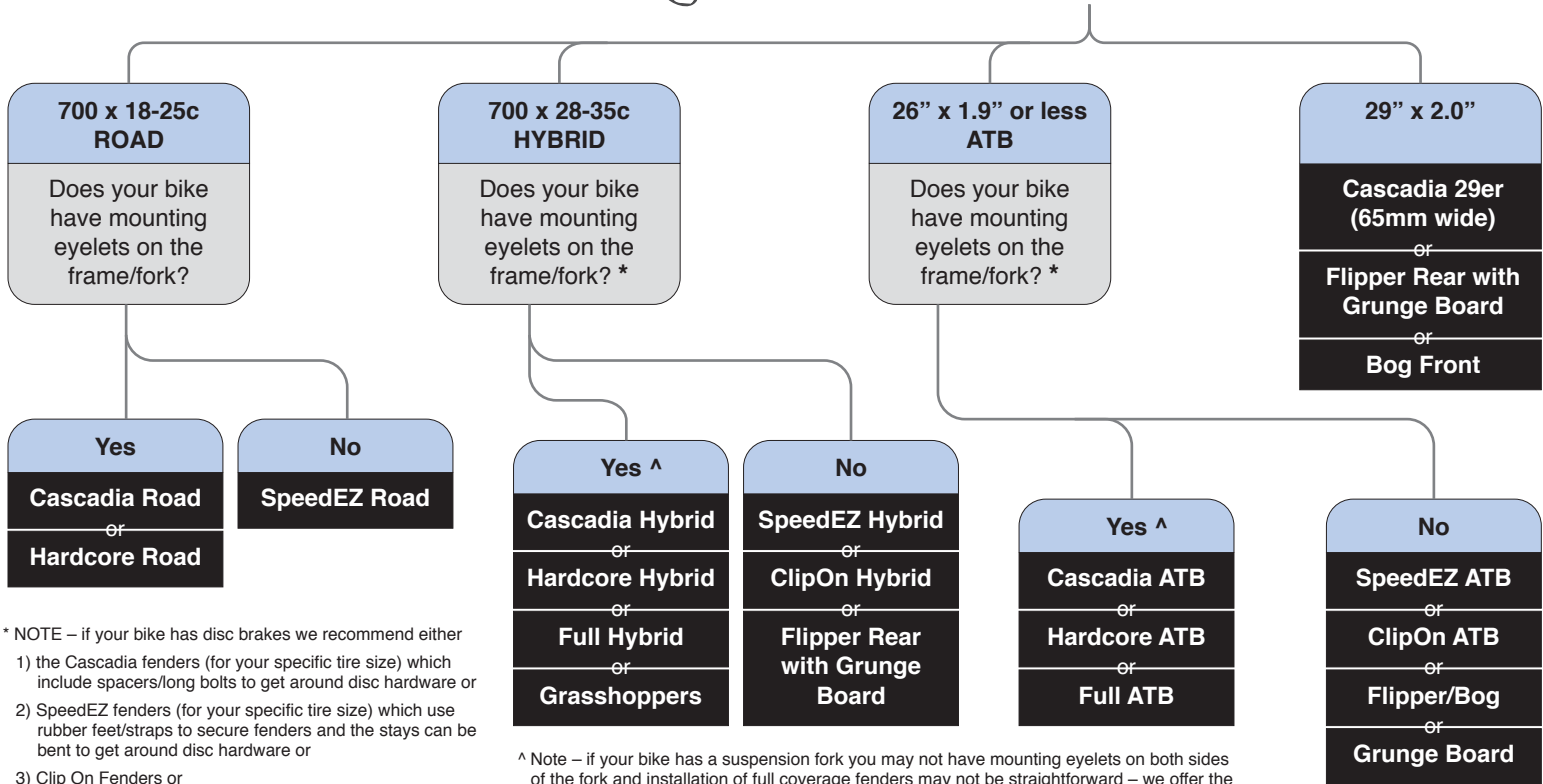 700 x 18-25c
ROAD
Does your bike
have mounting
eyelets on the
frame/fork?
700 x 28-35c
HYBRID
Does your bike
have mounting
eyelets on the
frame/fork? *
26” x 1.9” or less
ATB
Does your bike
have mounting
eyelets on the
frame/fork? *
29” x 2.0”
Cascadia 29er
(65mm wide)
or
Flipper Rear with
Grunge Board
or
Bog Front
Yes
Cascadia Road
or
Hardcore Road
No
SpeedEZ Road
Yes ^
Cascadia Hybrid
or
Hardcore Hybrid
or
Full Hybrid
or
Grasshoppers
No
SpeedEZ Hybrid
or
ClipOn Hybrid
or
Flipper Rear
with Grunge
Board
Yes ^
Cascadia ATB
or
Hardcore ATB
or
Full ATB
No
SpeedEZ ATB
or
ClipOn ATB
or
Flipper/Bog
or
Grunge Board
* NOTE – if your bike has disc brakes we recommend either
1) the Cascadia fenders (for your specific tire size) which
include spacers/long bolts to get around disc hardware or
2) SpeedEZ fenders (for your specific tire size) which use
rubber feet/straps to secure fenders and the stays can be
bent to get around disc hardware or
3) Clip On Fenders or
^ Note – if your bike has a suspension fork you may not have mounting eyelets on both sides
of the fork and installation of full coverage fenders may not be straightforward – we offer the